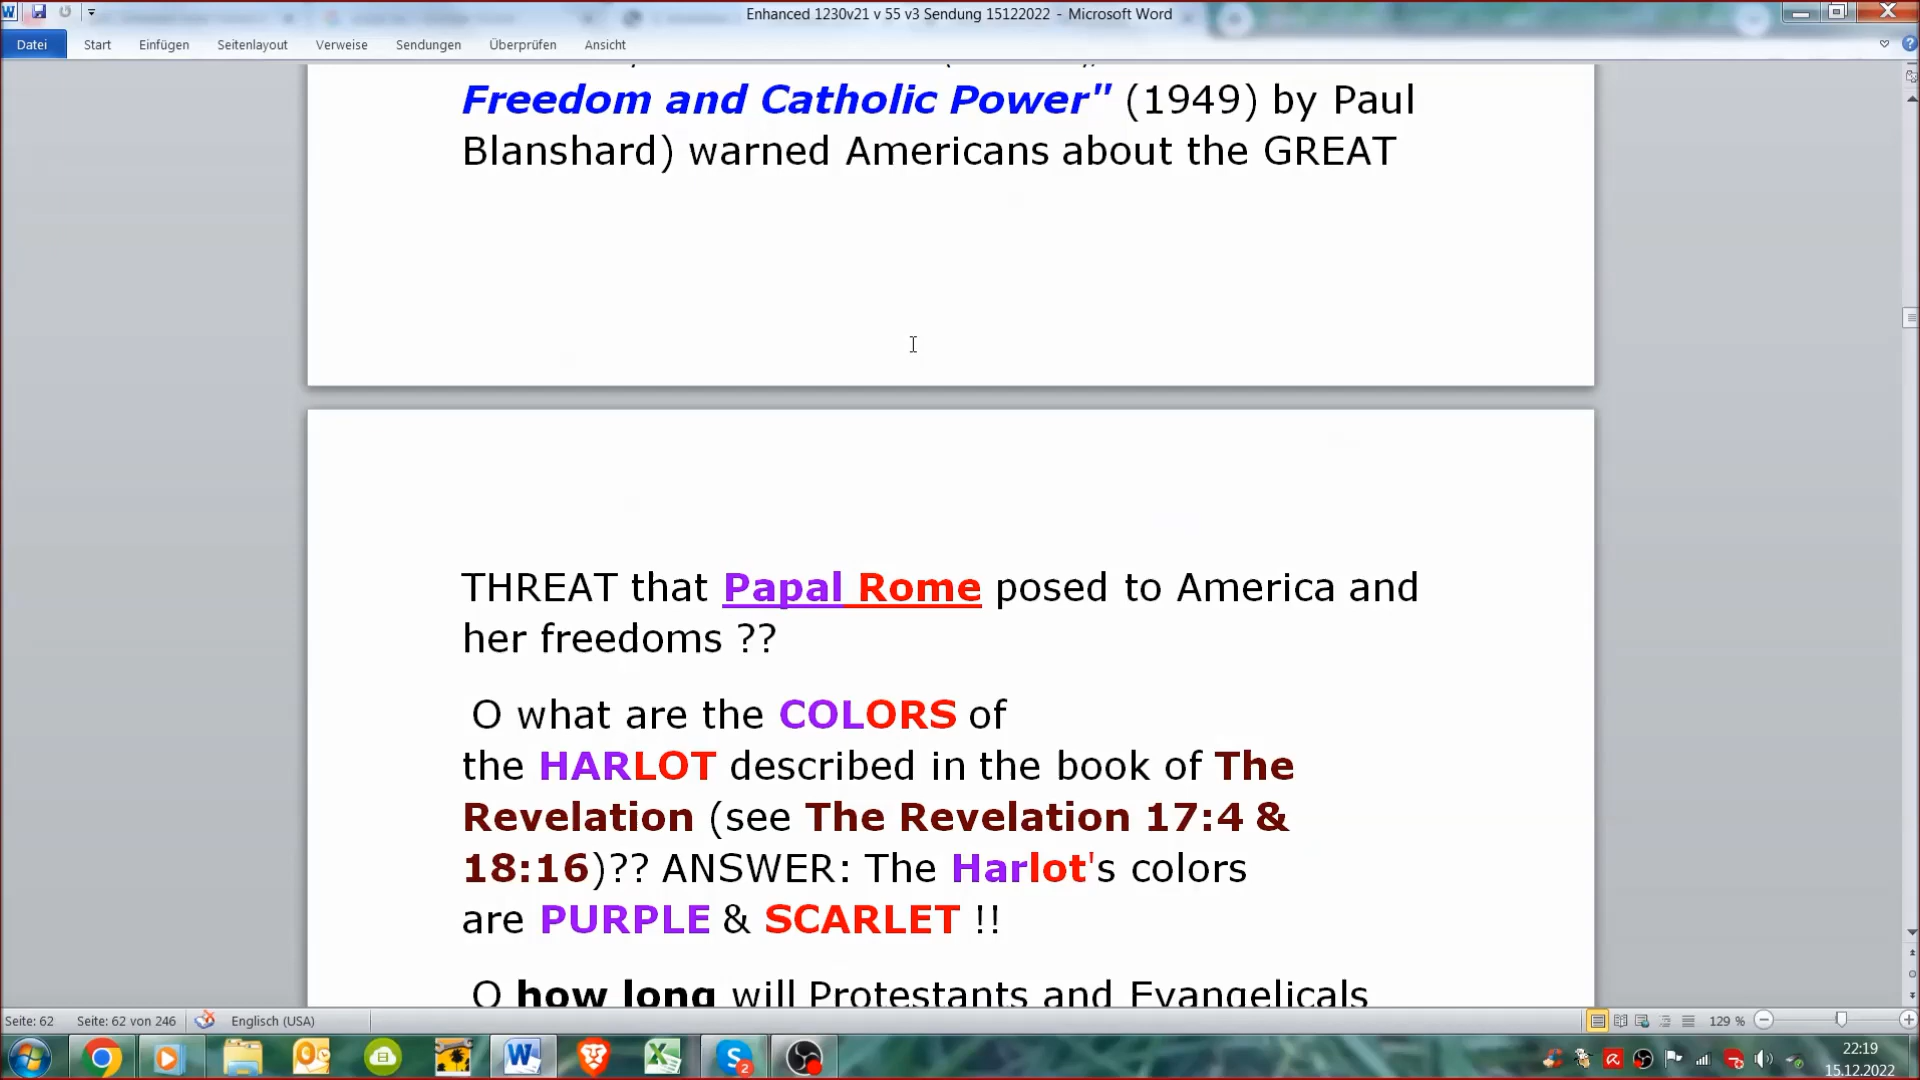 Enhanced 1230v21 v 55 v3 Sendung 15122022 - Microsoft Word
Datei Start Einfügen Seitenlayout Verweise Sendungen Überprüfen Ansicht
Freedom and Catholic Power" (1949) by Paul
Blanshard) warned Americans about the GREAT
THREAT that Papal Rome posed to America and
her freedoms ??
O what are the COLORS of
the HARLOT described in the book of The
Revelation (see The Revelation 17:4 &
18:16)?? ANSWER: The Harlot's colors
are PURPLE & SCARLET !!
O how long will Protestants and Evangelicals
Seite: 62 Seite: 62 von 246 Englisch (USA) 129 %
22:19
15.12.2022